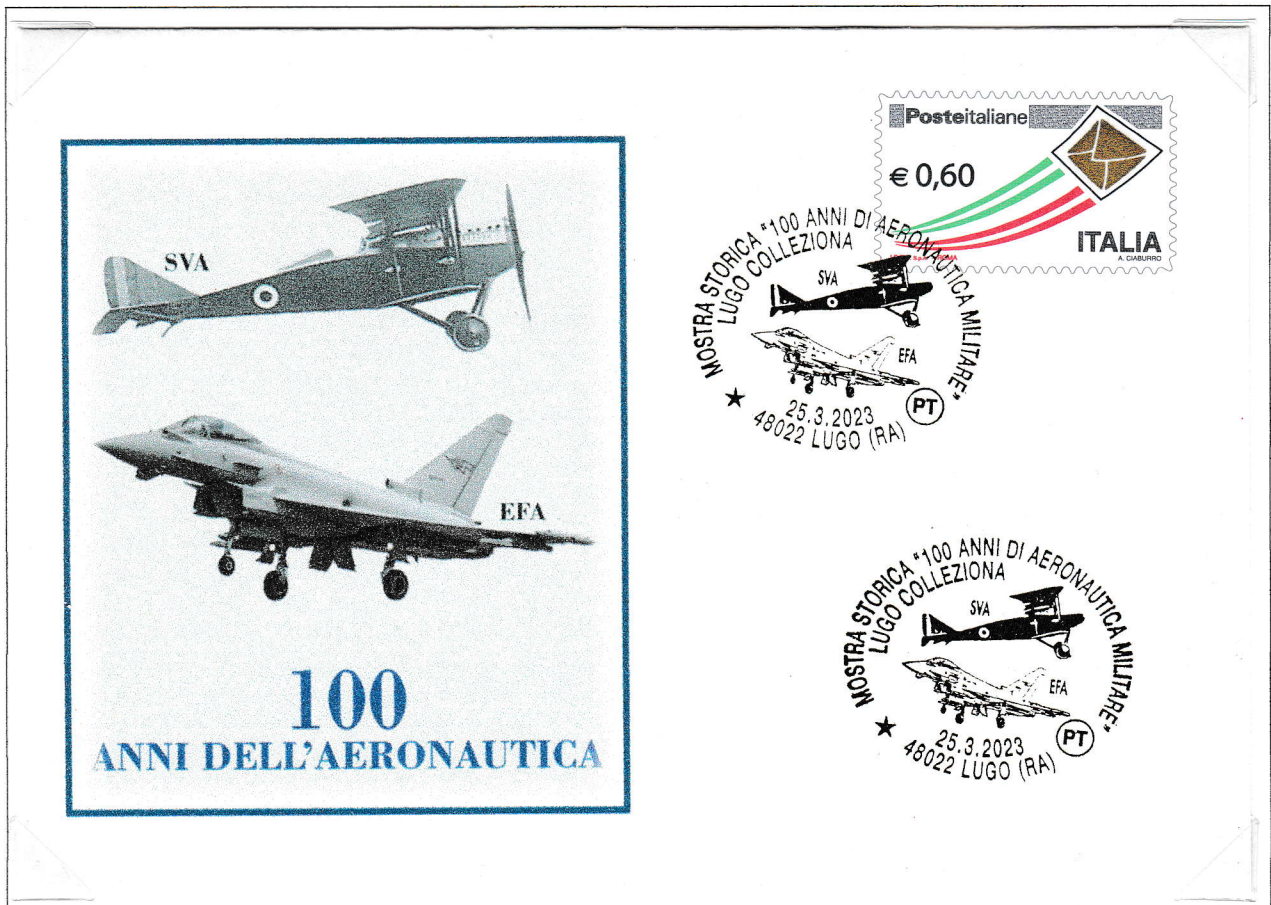 SVA
EFA
100
ANNI DELL'AERONAUTICA
Posteitaliane
€ 0,60
ITALIA
A. CIABURRO
ROMA
MOSTRA STORICA "100 ANNI DI AERONAUTICA MILITARE"
LUGO COLLEZIONA
SVA
EFA
PT
25.3.2023
48022 LUGO (RA)
MOSTRA STORICA "100 ANNI DI AERONAUTICA MILITARE"
LUGO COLLEZIONA
SVA
EFA
PT
25.3.2023
48022 LUGO (RA)